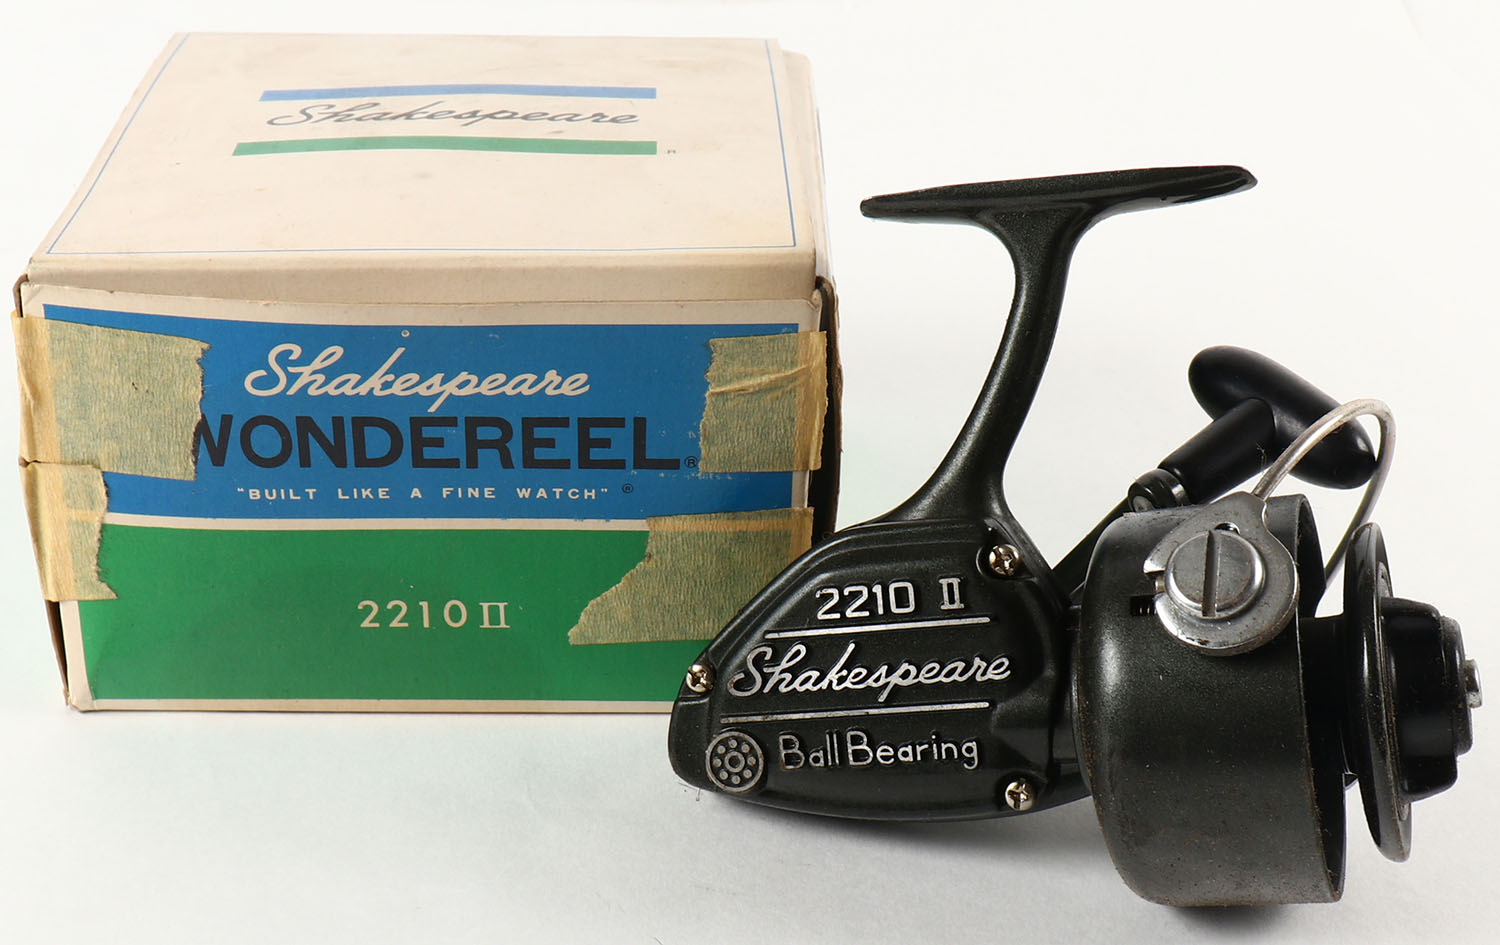 Shakespeare
®
Shakespeare
WONDEREEL®
"BUILT LIKE A FINE WATCH" ®
2210 II
2210 II
Shakespeare
Ball Bearing